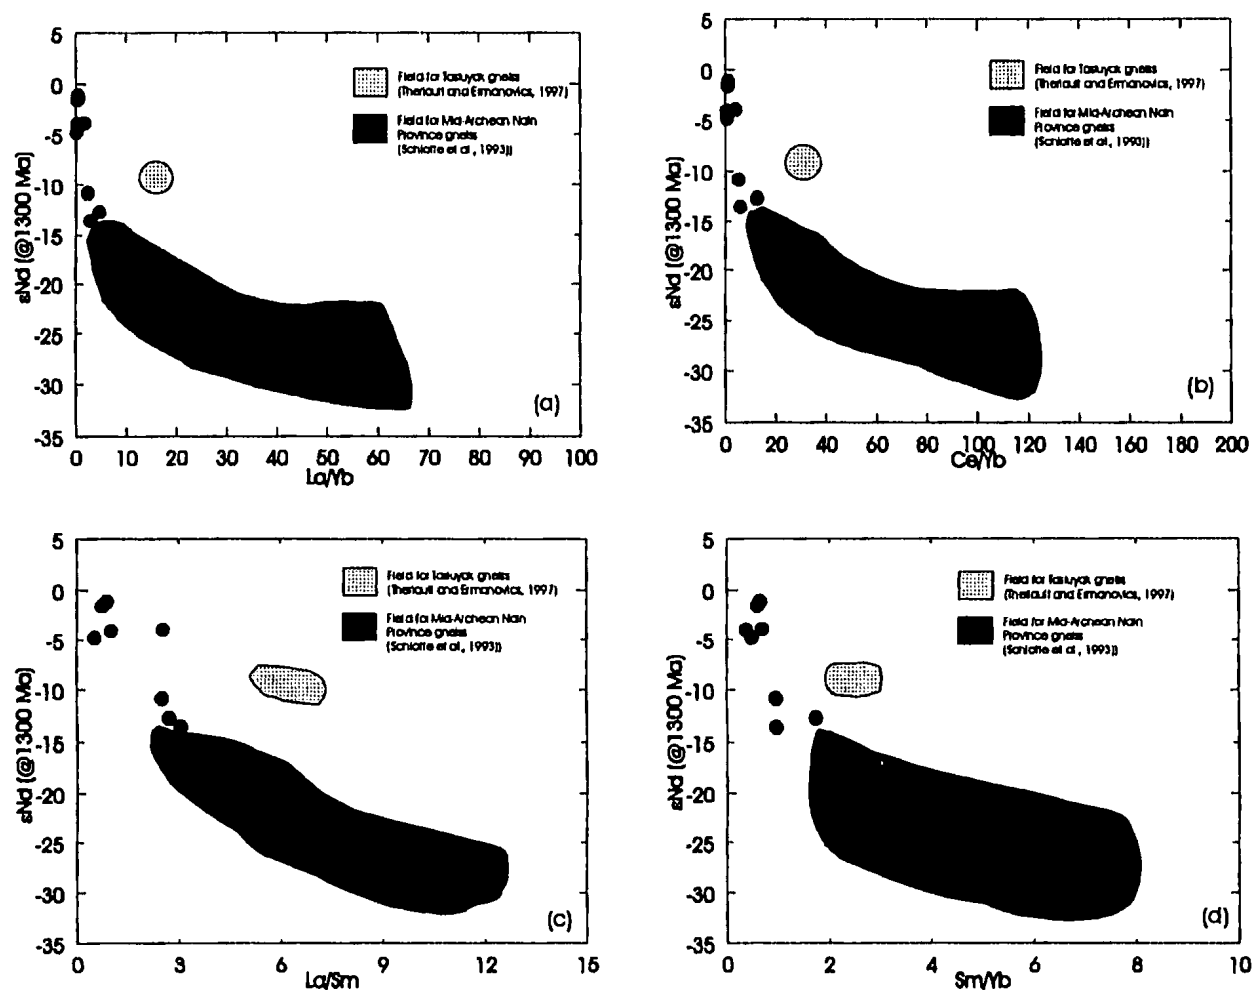 5
0
-5
-10
-15
-20
-25
-30
-35
εNd (@1300 Ma)
Field for Tasiuyak gneiss
(Theriault and Ermanovics, 1997)
Field for Mid-Archean Nain
Province gneiss
(Schiotte et al., 1993))
(a)
0 10 20 30 40 50 60 70 80 90 100
La/Yb
5
0
-5
-10
-15
-20
-25
-30
-35
εNd (@1300 Ma)
Field for Tasiuyak gneiss
(Theriault and Ermanovics, 1997)
Field for Mid-Archean Nain
Province gneiss
(Schiotte et al., 1993))
(b)
0 20 40 60 80 100 120 140 160 180 200
Ce/Yb
5
0
-5
-10
-15
-20
-25
-30
-35
εNd (@1300 Ma)
Field for Tasiuyak gneiss
(Theriault and Ermanovics, 1997)
Field for Mid-Archean Nain
Province gneiss
(Schiotte et al., 1993))
(c)
0 3 6 9 12 15
La/Sm
5
0
-5
-10
-15
-20
-25
-30
-35
εNd (@1300 Ma)
Field for Tasiuyak gneiss
(Theriault and Ermanovics, 1997)
Field for Mid-Archean Nain
Province gneiss
(Schiotte et al., 1993))
(d)
0 2 4 6 8 10
Sm/Yb